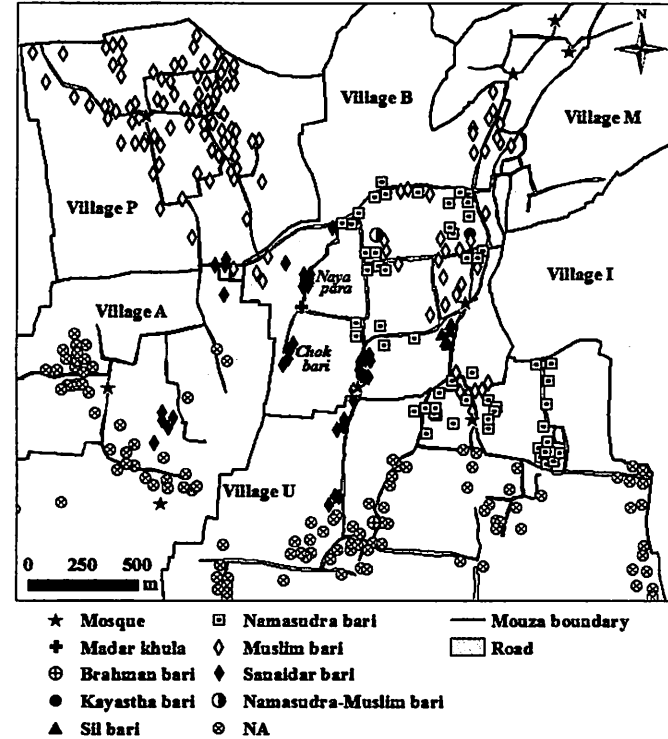 N
Village B
Village M
Village P
Naya
para
Village I
Village A
Chok
bari
Village U
0 250 500
m
Mosque
Madar khula
Brahman bari
Kayastha bari
Sil bari
Namasudra bari
Muslim bari
Sanaidar bari
Namasudra-Muslim bari
NA
Mouza boundary
Road